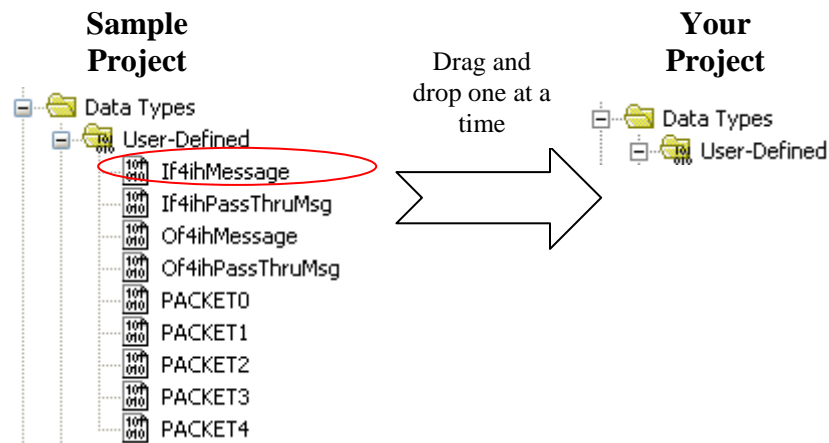 Sample
Project
Data Types
User-Defined
If4ihMessage
If4ihPassThruMsg
Of4ihMessage
Of4ihPassThruMsg
PACKET0
PACKET1
PACKET2
PACKET3
PACKET4
Drag and
drop one at a
time
Your
Project
Data Types
User-Defined